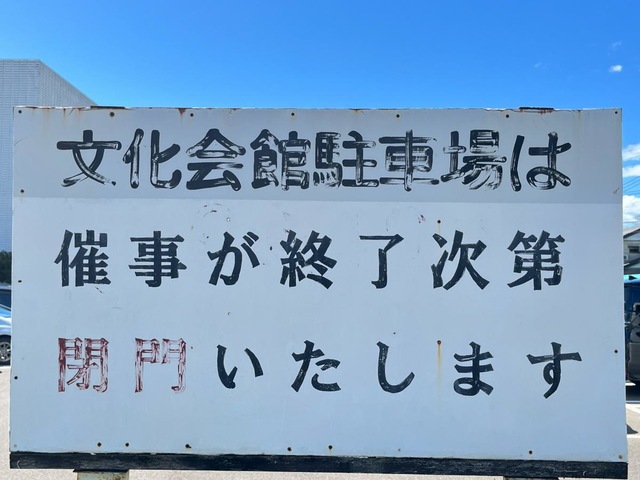 文化会館駐車場は
催事が終了次第
閉門いたします